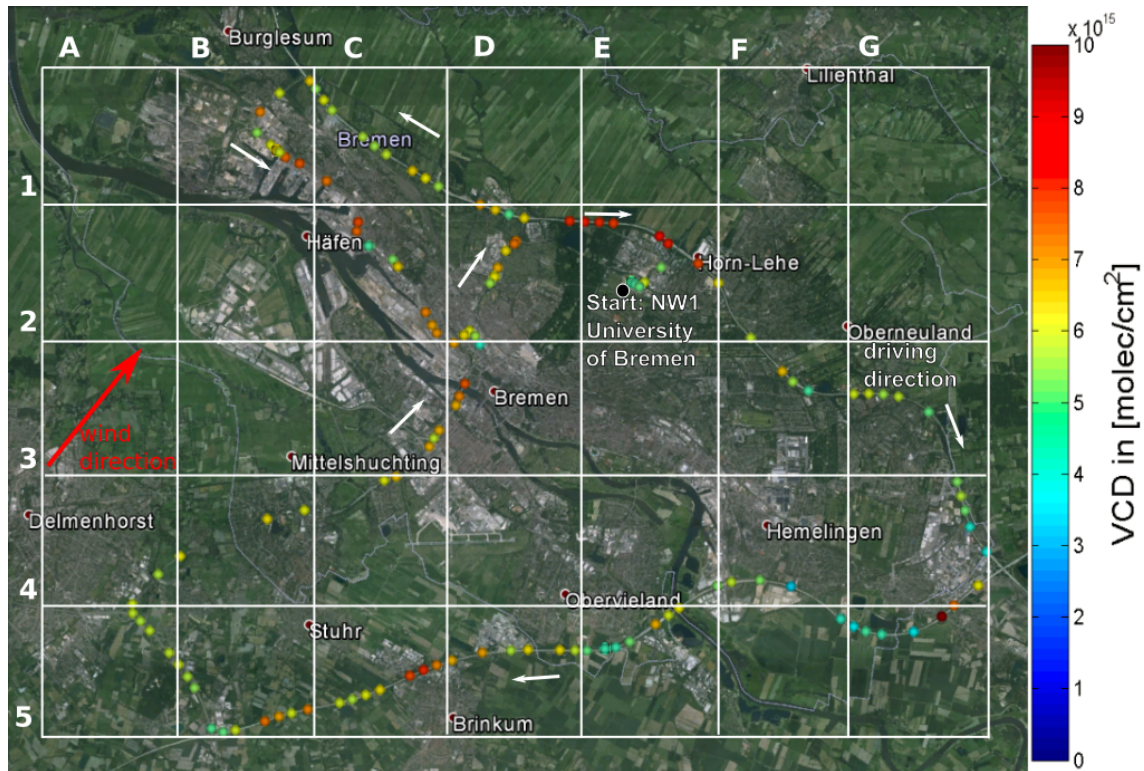 x 10^15
Burglesum
A B C D E F G
Lilienthal
10
9
8
7
6
5
4
3
2
1
0
VCD in [molec/cm²]
Bremen
1
Häfen
Horn-Lehe
Start: NW1
University
of Bremen
2
Oberneuland
driving
direction
wind
direction
Bremen
3
Mittelshuchting
Delmenhorst
Hemelingen
4
Obervieland
Stuhr
5
Brinkum